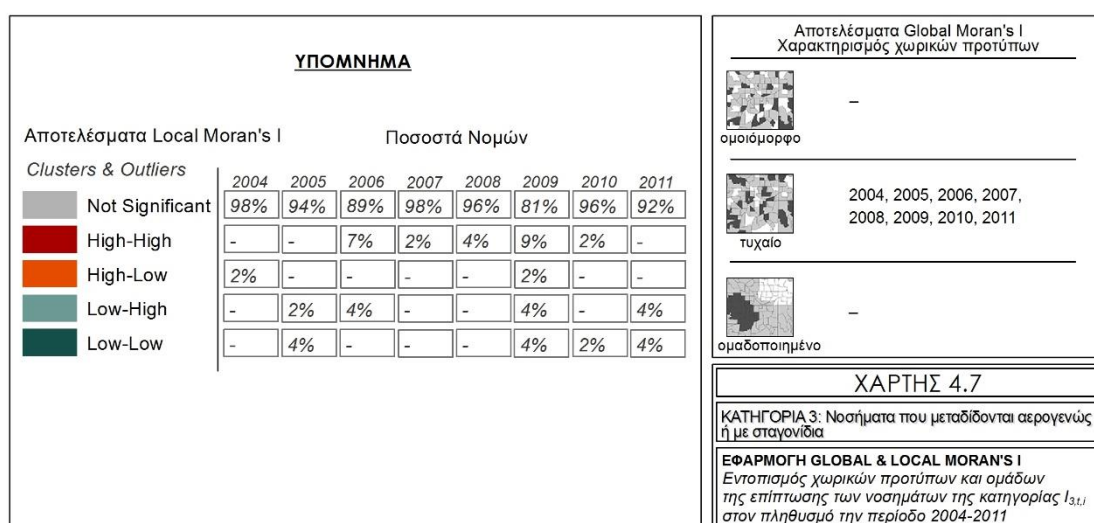 ΥΠΟΜΝΗΜΑ
Αποτελέσματα Local Moran's I
Ποσοστά Νομών
Clusters & Outliers
2004 2005 2006 2007 2008 2009 2010 2011
Not Significant 98% 94% 89% 98% 96% 81% 96% 92%
High-High - - 7% 2% 4% 9% 2% -
High-Low 2% - - - - 2% - -
Low-High - 2% 4% - - 4% - 4%
Low-Low - 4% - - - 4% 2% 4%
Αποτελέσματα Global Moran's I
Χαρακτηρισμός χωρικών προτύπων
–
ομοιόμορφο
2004, 2005, 2006, 2007,
2008, 2009, 2010, 2011
τυχαίο
–
ομαδοποιημένο
ΧΑΡΤΗΣ 4.7
ΚΑΤΗΓΟΡΙΑ 3: Νοσήματα που μεταδίδονται αερογενώς
ή με σταγονίδια
ΕΦΑΡΜΟΓΗ GLOBAL & LOCAL MORAN'S I
Εντοπισμός χωρικών προτύπων και ομάδων
της επίπτωσης των νοσημάτων της κατηγορίας I3,t,i
στον πληθυσμό την περίοδο 2004-2011